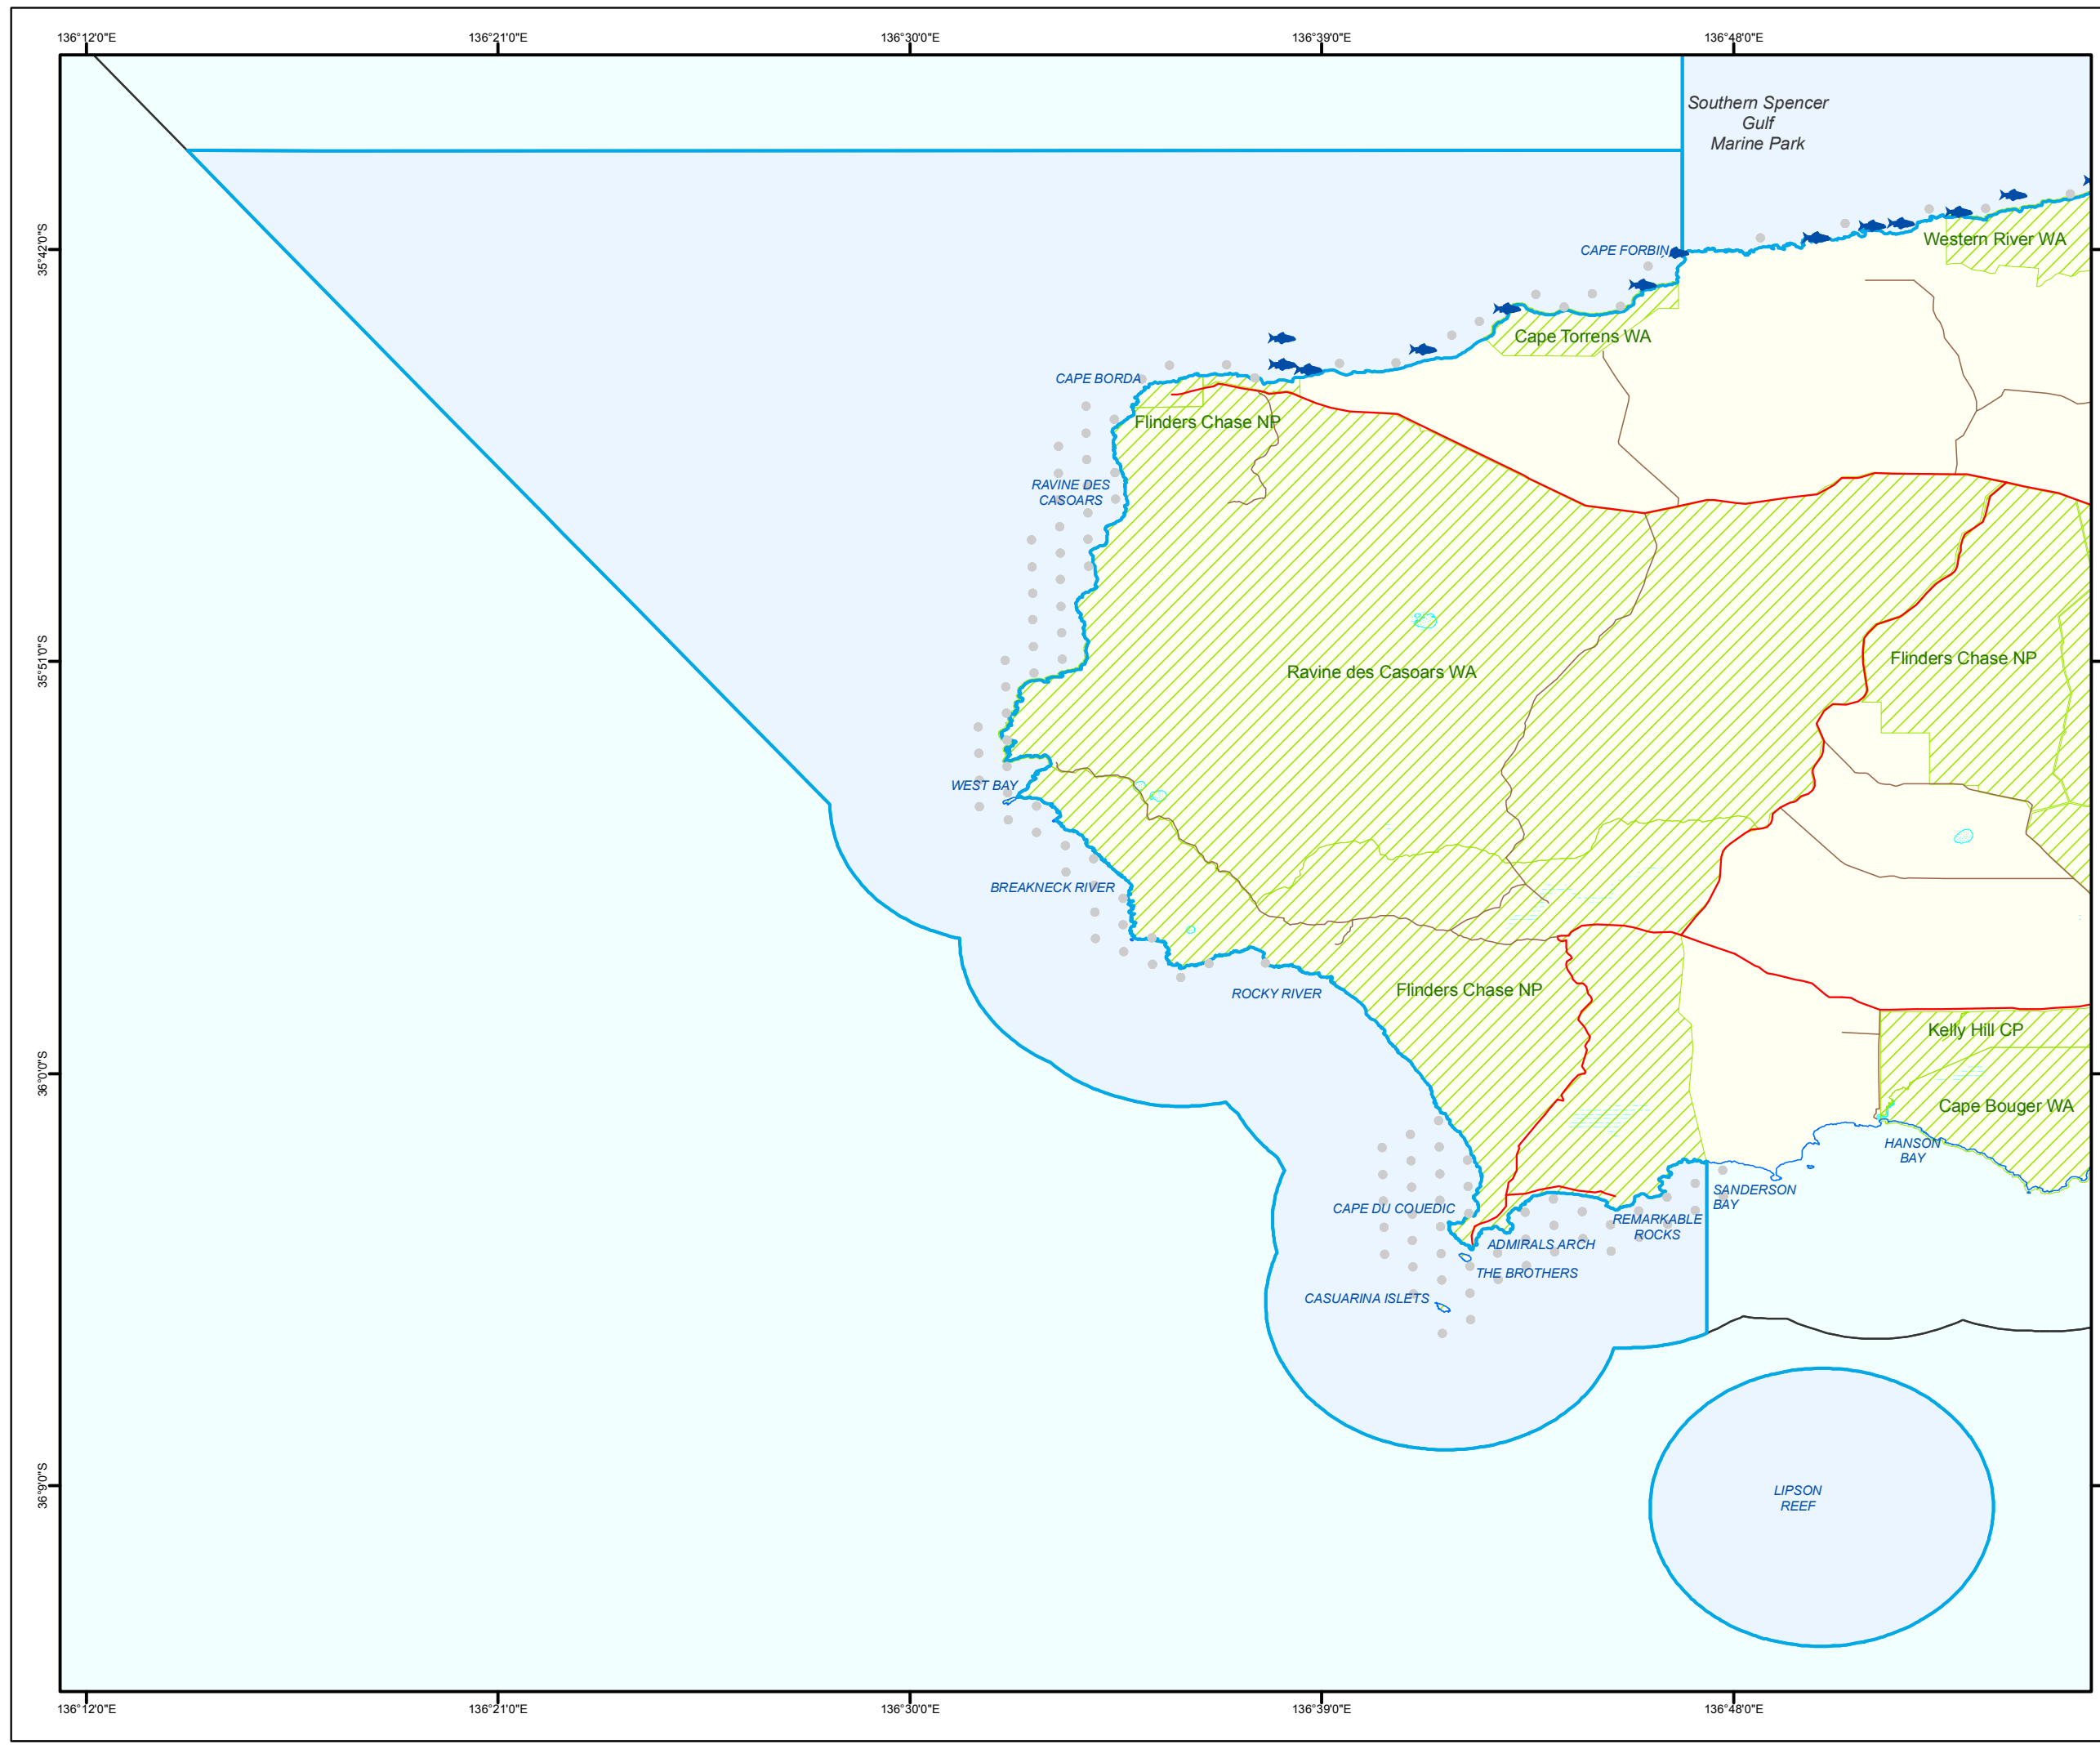 136°12'0"E
136°21'0"E
136°30'0"E
136°39'0"E
136°48'0"E
Southern Spencer
Gulf
Marine Park
35°42'0"S
CAPE FORBIN
Western River WA
Cape Torrens WA
CAPE BORDA
Flinders Chase NP
RAVINE DES
CASOARS
35°51'0"S
Flinders Chase NP
Ravine des Casoars WA
WEST BAY
BREAKNECK RIVER
ROCKY RIVER
Flinders Chase NP
Kelly Hill CP
36°0'0"S
Cape Bouger WA
HANSON
BAY
SANDERSON
BAY
CAPE DU COUEDIC
REMARKABLE
ROCKS
ADMIRALS ARCH
THE BROTHERS
CASUARINA ISLETS
36°9'0"S
LIPSON
REEF
136°12'0"E
136°21'0"E
136°30'0"E
136°39'0"E
136°48'0"E